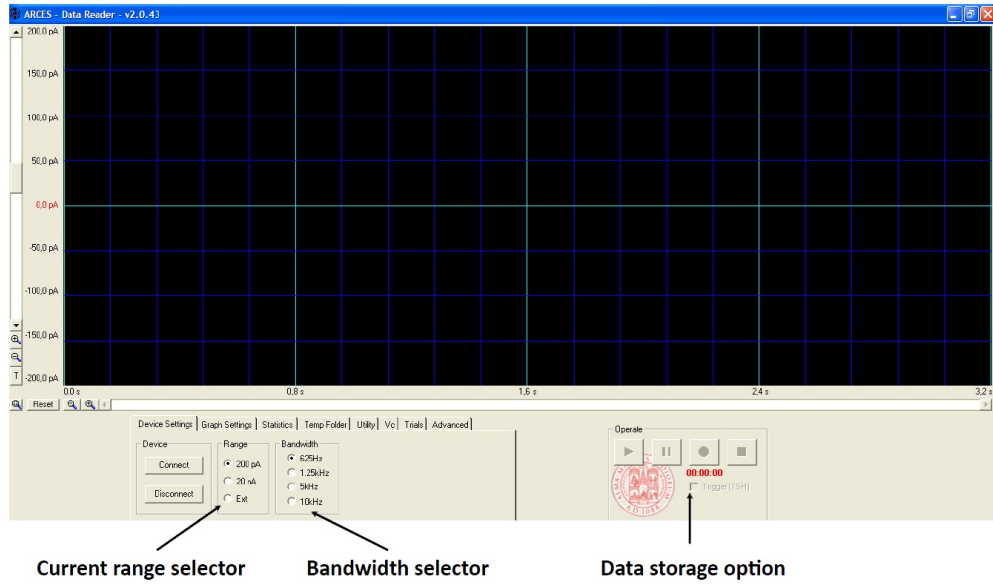 ARCES - Data Reader - v2.0.43
200,0 pA
150,0 pA
100,0 pA
50,0 pA
0,0 pA
-50,0 pA
-100,0 pA
-150,0 pA
T
-200,0 pA
0,0 s
0,8 s
1,6 s
2,4 s
3,2 s
Reset
Device Settings
Graph Settings
Statistics
Temp Folder
Utility
Vc
Trials
Advanced
Device
Connect
Disconnect
Range
200 pA
20 nA
Ext
Bandwidth
625Hz
1.25kHz
5kHz
10kHz
Operate
00:00:00
Trigger (TSH)
A.D. 1088
Current range selector
Bandwidth selector
Data storage option